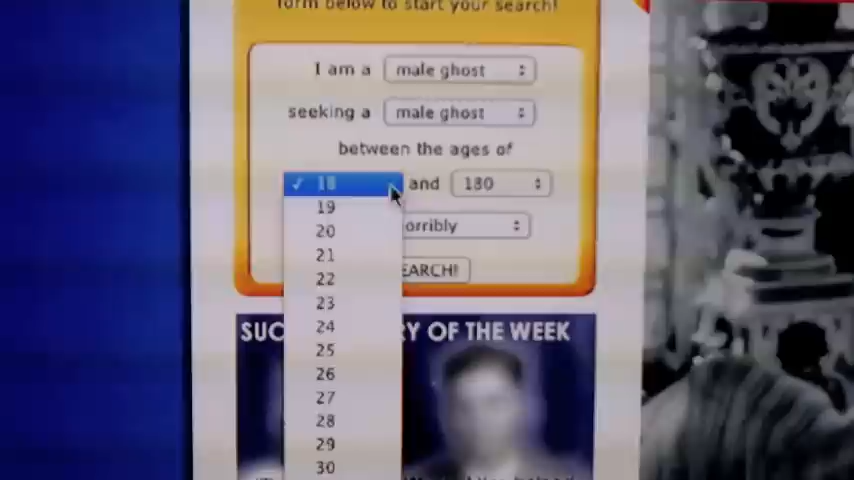 form below to start your search!
I am a male ghost
seeking a male ghost
between the ages of
18 and 180
19
20
orribly
21
22
EARCH!
23
24
SUC RY OF THE WEEK
25
26
27
28
29
30